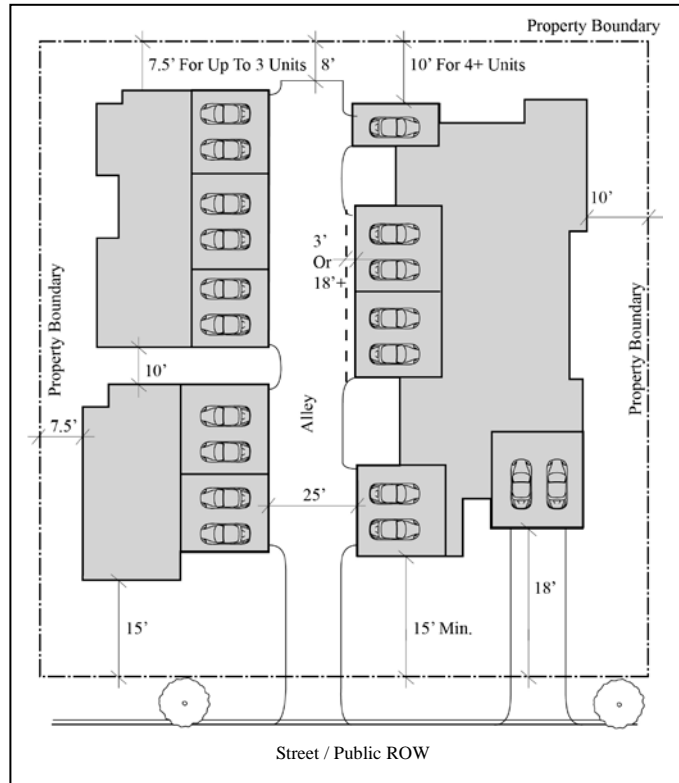 Property Boundary
7.5’ For Up To 3 Units
8’
10’ For 4+ Units
10’
3’
Or
18’+
Property Boundary
Property Boundary
10’
7.5’
Alley
25’
18’
15’
15’ Min.
Street / Public ROW